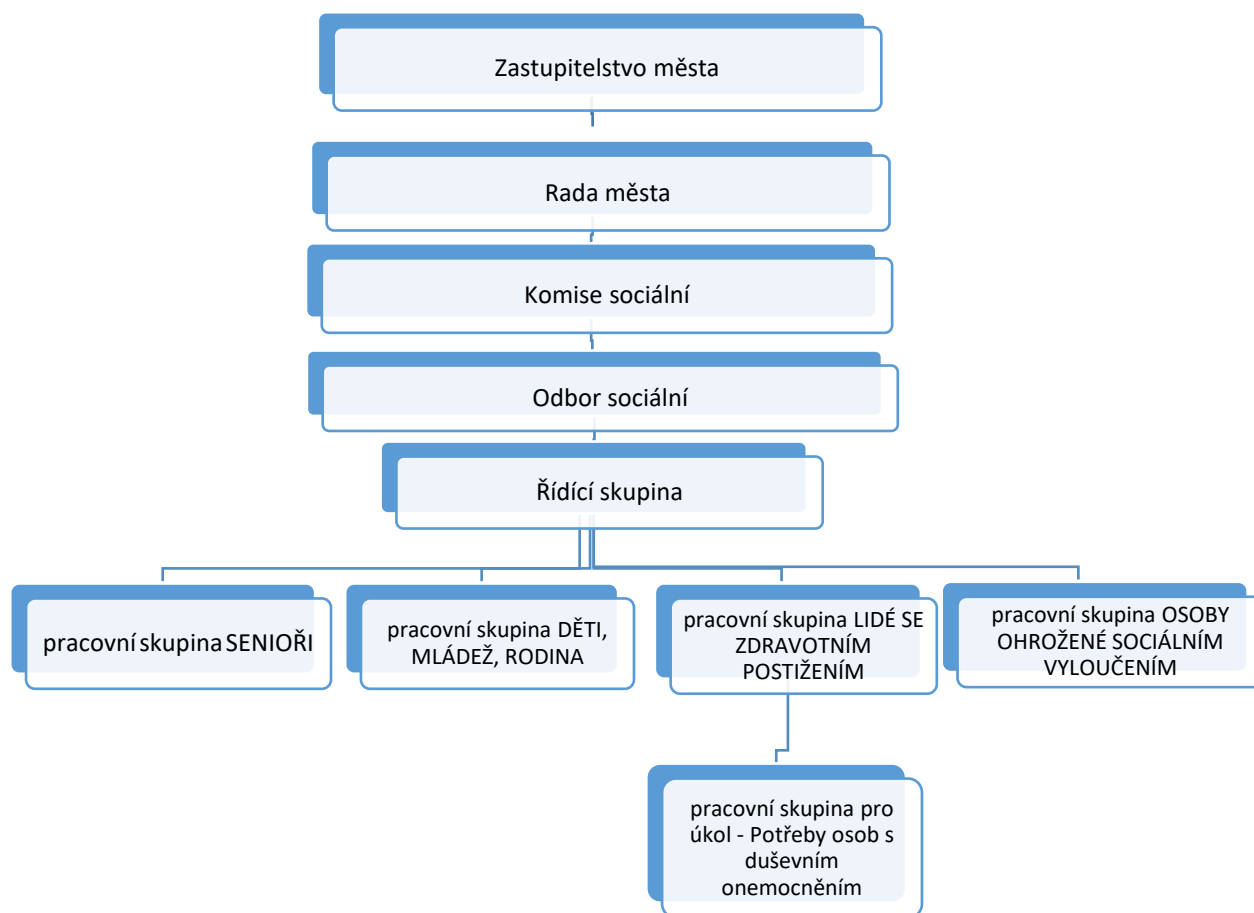 Zastupitelstvo města
Rada města
Komise sociální
Odbor sociální
Řídící skupina
pracovní skupina SENIOŘI
pracovní skupina DĚTI,
MLÁDEŽ, RODINA
pracovní skupina LIDÉ SE
ZDRAVOTNÍM
POSTIŽENÍM
pracovní skupina OSOBY
OHROŽENÉ SOCIÁLNÍM
VYLOUČENÍM
pracovní skupina pro
úkol - Potřeby osob s
duševním
onemocněním